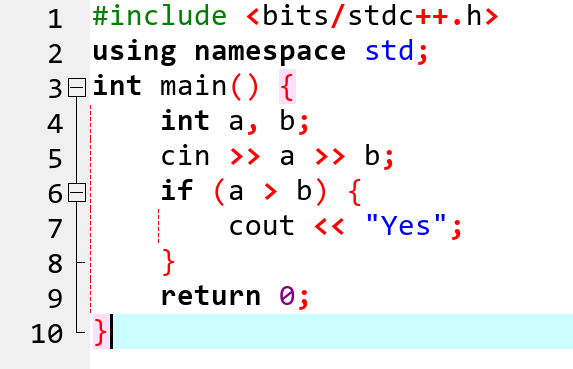 1 #include <bits/stdc++.h>
2 using namespace std;
3 int main() {
4     int a, b;
5     cin >> a >> b;
6     if (a > b) {
7         cout << "Yes";
8     }
9     return 0;
10 }